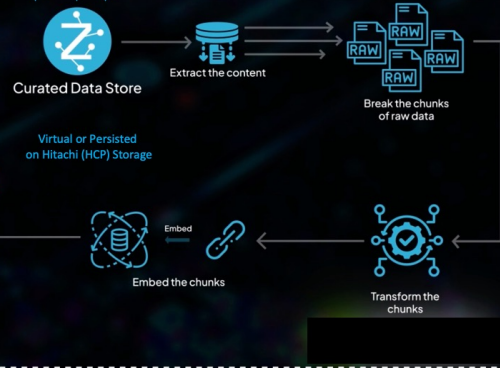 Extract the content
RAW
RAW
RAW
RAW
Curated Data Store
Break the chunks
of raw data
Virtual or Persisted
on Hitachi (HCP) Storage
Embed
Embed the chunks
Transform the
chunks